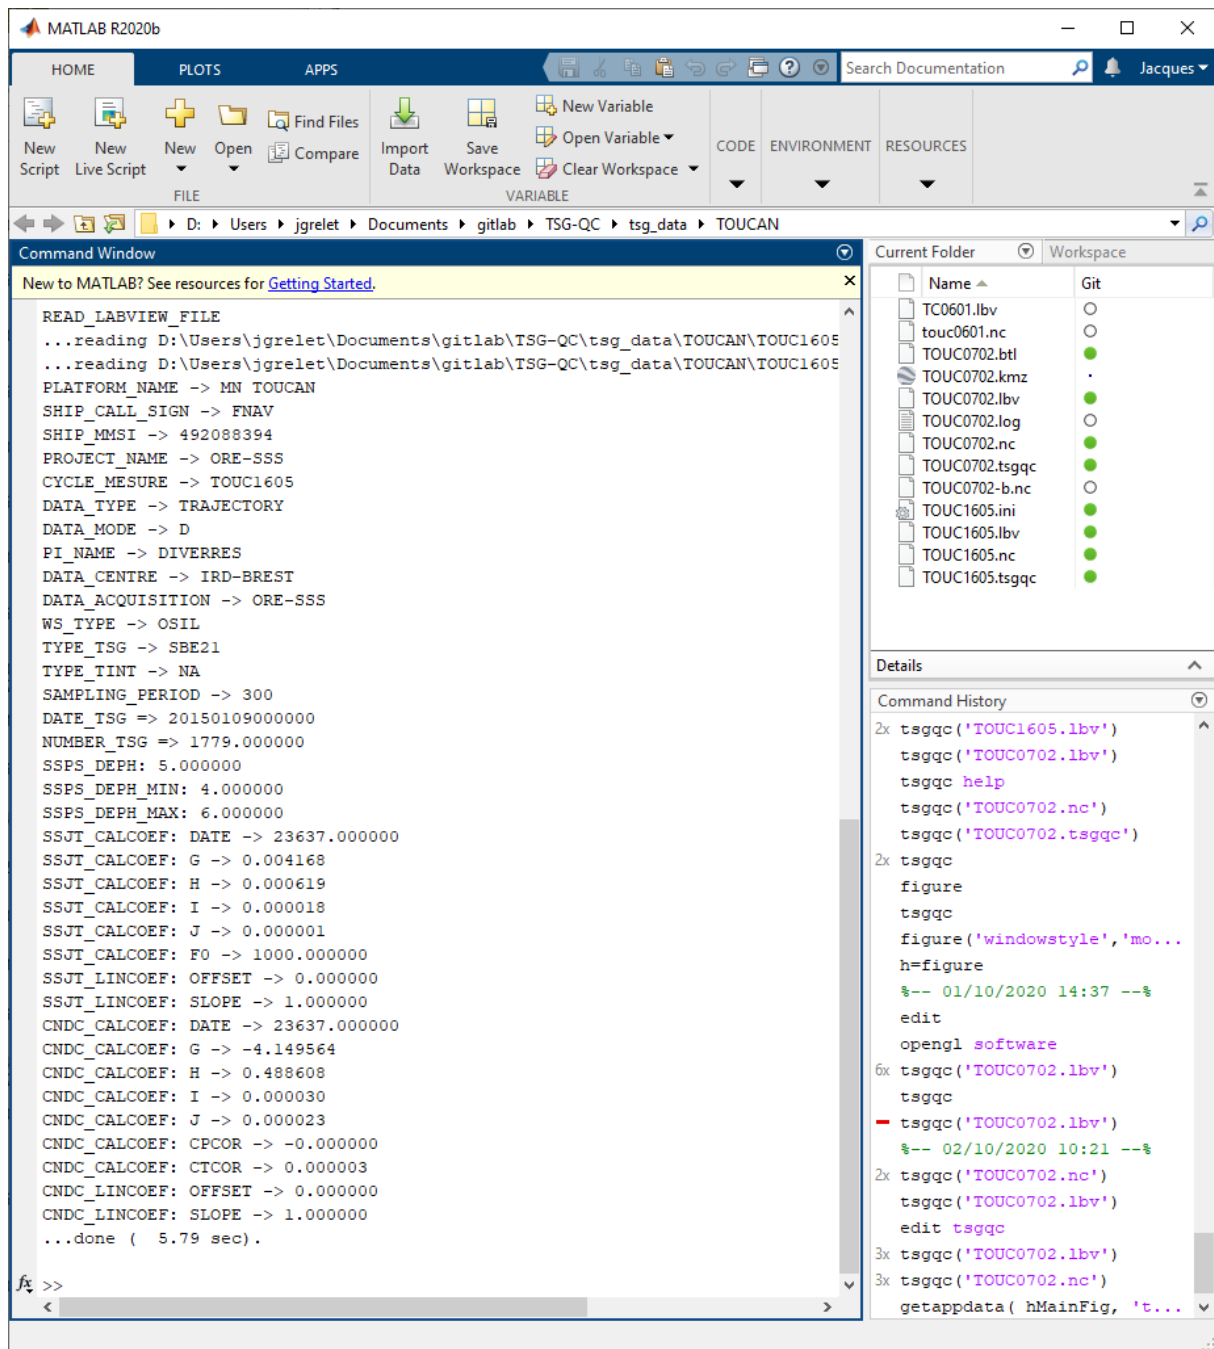 MATLAB R2020b
HOME PLOTS APPS Search Documentation Jacques
New Script
New Live Script
New
Open
Find Files
Compare
Import Data
Save Workspace
New Variable
Open Variable
Clear Workspace
CODE ENVIRONMENT RESOURCES
FILE VARIABLE
D: Users jgrelet Documents gitlab TSG-QC tsg_data TOUCAN
Command Window
New to MATLAB? See resources for Getting Started.
READ_LABVIEW_FILE
...reading D:\Users\jgrelet\Documents\gitlab\TSG-QC\tsg_data\TOUCAN\TOUC1605
...reading D:\Users\jgrelet\Documents\gitlab\TSG-QC\tsg_data\TOUCAN\TOUC1605
PLATFORM_NAME -> MN TOUCAN
SHIP_CALL_SIGN -> FNAV
SHIP_MMSI -> 492088394
PROJECT_NAME -> ORE-SSS
CYCLE_MESURE -> TOUC1605
DATA_TYPE -> TRAJECTORY
DATA_MODE -> D
PI_NAME -> DIVERRES
DATA_CENTRE -> IRD-BREST
DATA_ACQUISITION -> ORE-SSS
WS_TYPE -> OSIL
TYPE_TSG -> SBE21
TYPE_TINT -> NA
SAMPLING_PERIOD -> 300
DATE_TSG => 20150109000000
NUMBER_TSG => 1779.000000
SSPS_DEPH: 5.000000
SSPS_DEPH_MIN: 4.000000
SSPS_DEPH_MAX: 6.000000
SSJT_CALCOEF: DATE -> 23637.000000
SSJT_CALCOEF: G -> 0.004168
SSJT_CALCOEF: H -> 0.000619
SSJT_CALCOEF: I -> 0.000018
SSJT_CALCOEF: J -> 0.000001
SSJT_CALCOEF: F0 -> 1000.000000
SSJT_LINCOEF: OFFSET -> 0.000000
SSJT_LINCOEF: SLOPE -> 1.000000
CNDC_CALCOEF: DATE -> 23637.000000
CNDC_CALCOEF: G -> -4.149564
CNDC_CALCOEF: H -> 0.488608
CNDC_CALCOEF: I -> 0.000030
CNDC_CALCOEF: J -> 0.000023
CNDC_CALCOEF: CPCOR -> -0.000000
CNDC_CALCOEF: CTCOR -> 0.000003
CNDC_LINCOEF: OFFSET -> 0.000000
CNDC_LINCOEF: SLOPE -> 1.000000
...done (  5.79 sec).
fx >>
Current Folder Workspace
Name Git
TC0601.lbv
touc0601.nc
TOUC0702.btl
TOUC0702.kmz
TOUC0702.lbv
TOUC0702.log
TOUC0702.nc
TOUC0702.tsgqc
TOUC0702-b.nc
TOUC1605.ini
TOUC1605.lbv
TOUC1605.nc
TOUC1605.tsgqc
Details
Command History
2x tsgqc('TOUC1605.lbv')
tsgqc('TOUC0702.lbv')
tsgqc help
tsgqc('TOUC0702.nc')
tsgqc('TOUC0702.tsgqc')
2x tsgqc
figure
tsgqc
figure('windowstyle','mo...
h=figure
%-- 01/10/2020 14:37 --%
edit
opengl software
6x tsgqc('TOUC0702.lbv')
tsgqc
tsgqc('TOUC0702.lbv')
%-- 02/10/2020 10:21 --%
2x tsgqc('TOUC0702.nc')
tsgqc('TOUC0702.lbv')
edit tsgqc
3x tsgqc('TOUC0702.lbv')
3x tsgqc('TOUC0702.nc')
getappdata( hMainFig, 't...